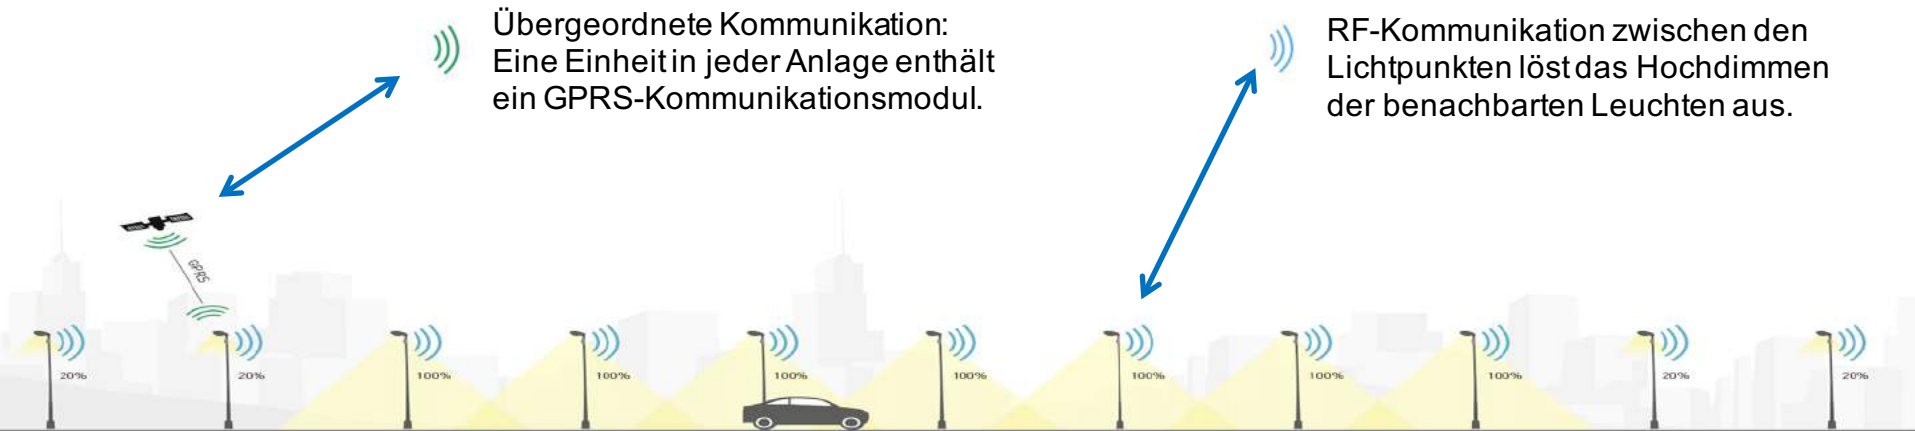 Übergeordnete Kommunikation:
Eine Einheit in jeder Anlage enthält
ein GPRS-Kommunikationsmodul.
RF-Kommunikation zwischen den
Lichtpunkten löst das Hochdimmen
der benachbarten Leuchten aus.
GPRS
20%
20%
100%
100%
100%
100%
100%
100%
100%
20%
20%